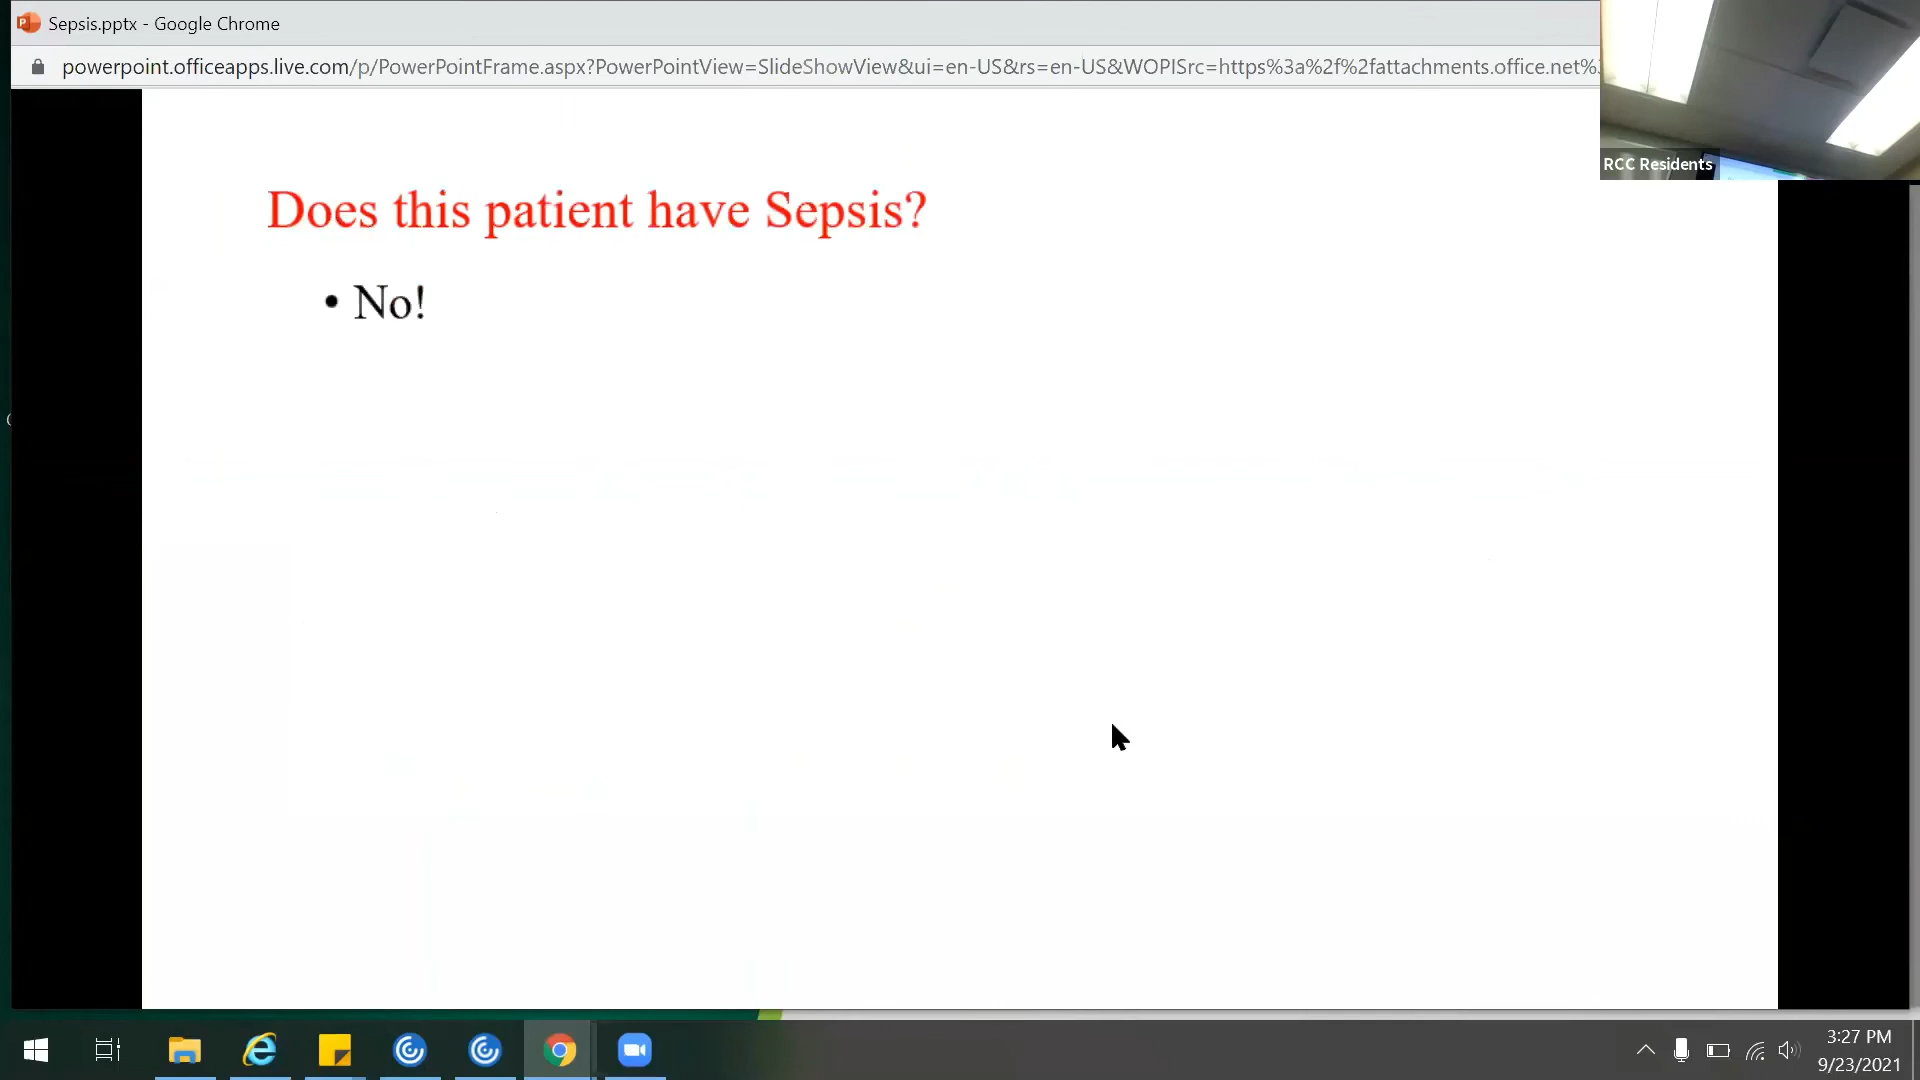 Sepsis.pptx - Google Chrome
powerpoint.officeapps.live.com/p/PowerPointFrame.aspx?PowerPointView=SlideShowView&ui=en-US&rs=en-US&WOPISrc=https%3a%2f%2fattachments.office.net%3
RCC Residents
Does this patient have Sepsis?
• No!
3:27 PM
9/23/2021